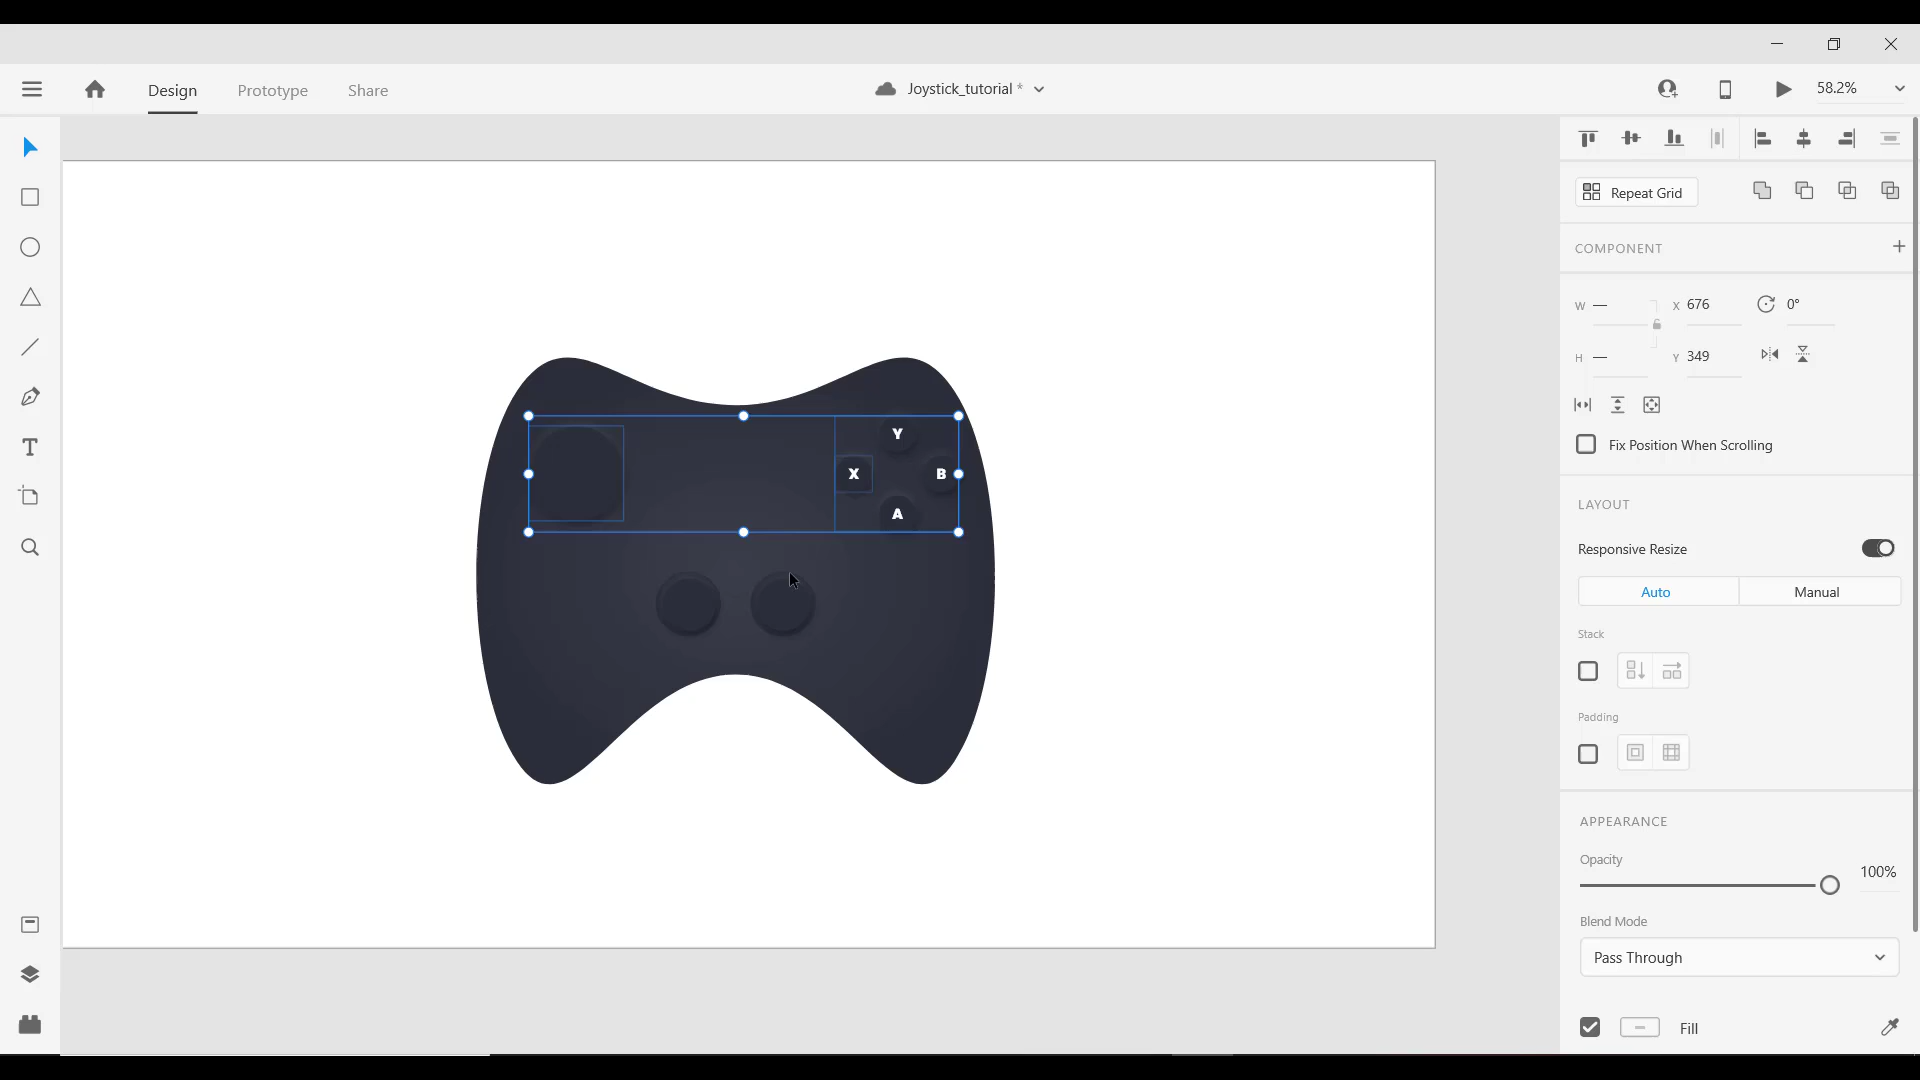 Design
Prototype
Share
Joystick_tutorial *
58.2%
Repeat Grid
COMPONENT
W —
X 676
0°
H —
Y 349
Fix Position When Scrolling
LAYOUT
Responsive Resize
Auto
Manual
Stack
Padding
APPEARANCE
Opacity
100%
Blend Mode
Pass Through
Fill
Y
X
B
A